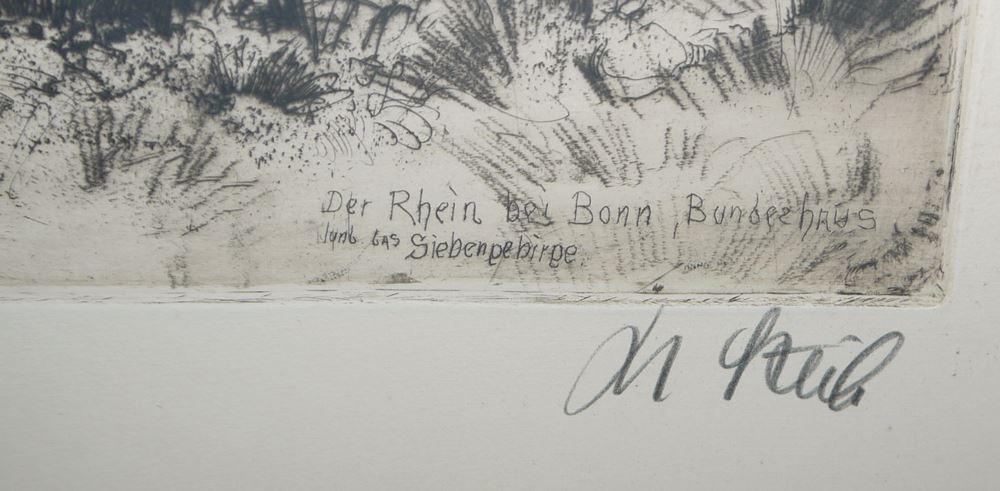 Der Rhein bei Bonn, Bundeshaus
und das Siebengebirge.